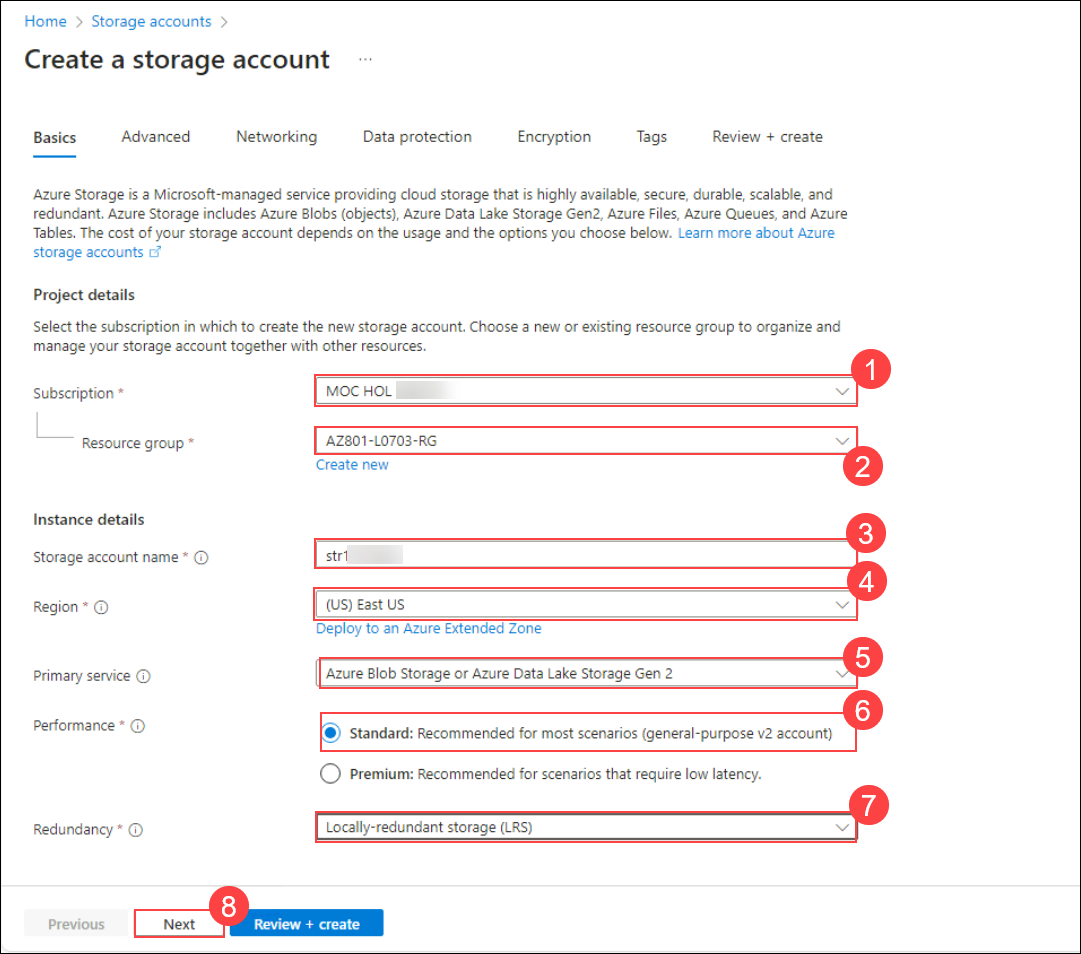 Home > Storage accounts >
Create a storage account ...
Basics Advanced Networking Data protection Encryption Tags Review + create
Azure Storage is a Microsoft-managed service providing cloud storage that is highly available, secure, durable, scalable, and
redundant. Azure Storage includes Azure Blobs (objects), Azure Data Lake Storage Gen2, Azure Files, Azure Queues, and Azure
Tables. The cost of your storage account depends on the usage and the options you choose below. Learn more about Azure
storage accounts
Project details
Select the subscription in which to create the new storage account. Choose a new or existing resource group to organize and
manage your storage account together with other resources.
1
Subscription * MOC HOL
Resource group * AZ801-L0703-RG
2
Create new
Instance details
3
Storage account name * str1
4
Region * (US) East US
Deploy to an Azure Extended Zone
5
Primary service Azure Blob Storage or Azure Data Lake Storage Gen 2
6
Performance * Standard: Recommended for most scenarios (general-purpose v2 account)
Premium: Recommended for scenarios that require low latency.
7
Redundancy * Locally-redundant storage (LRS)
8
Previous Next Review + create